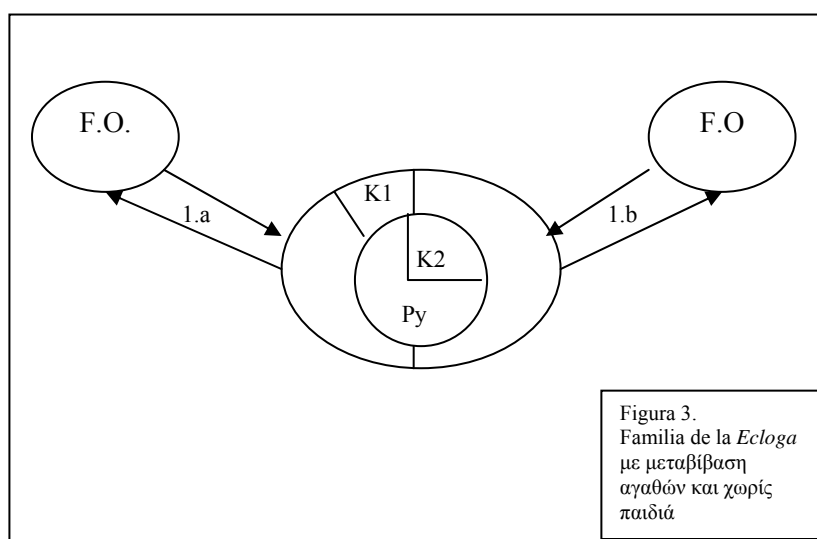 F.O.
F.O
K1
1.a
1.b
K2
Py
Figura 3.
Familia de la Ecloga
με μεταβίβαση
αγαθών και χωρίς
παιδιά